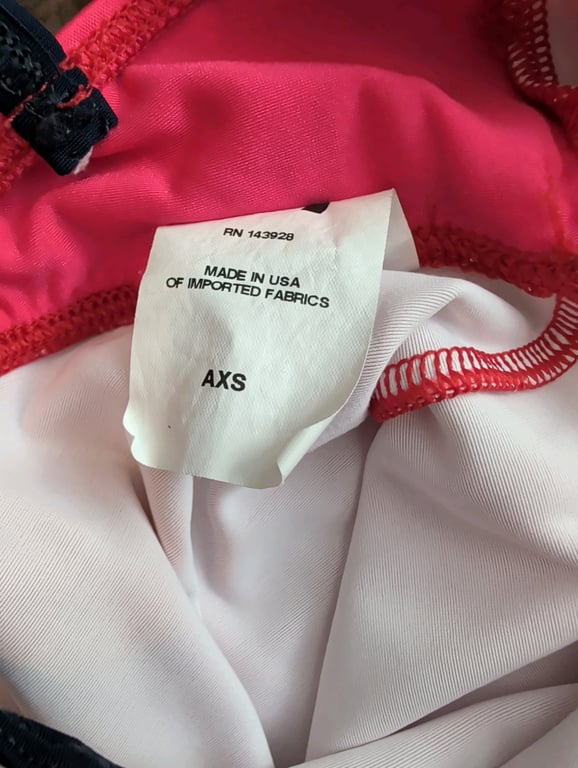 RN 143928
MADE IN USA
OF IMPORTED FABRICS
AXS